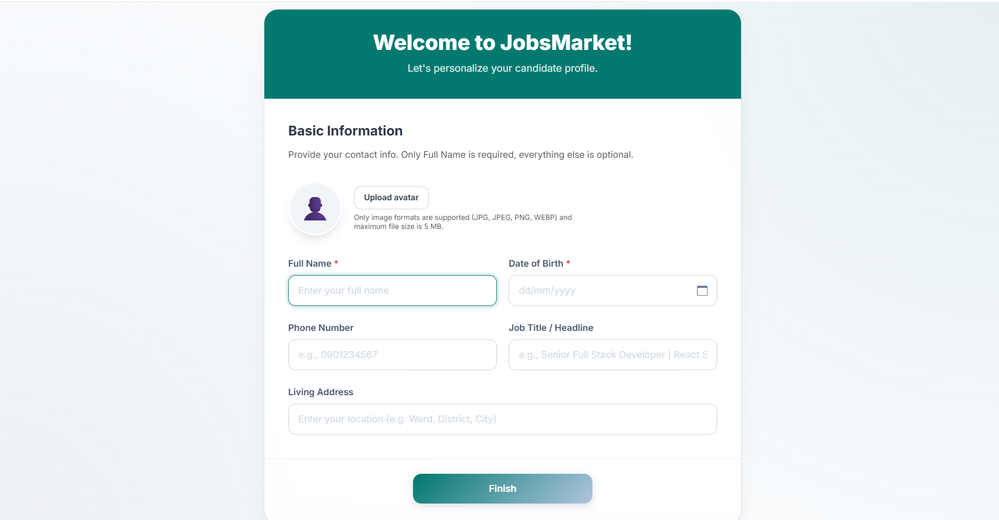 Welcome to JobsMarket!
Let's personalize your candidate profile.
Basic Information
Provide your contact info. Only Full Name is required, everything else is optional.
Upload avatar
Only image formats are supported (JPG, JPEG, PNG, WEBP) and
maximum file size is 5 MB.
Full Name *
Date of Birth *
Enter your full name
dd/mm/yyyy
Phone Number
Job Title / Headline
e.g., 0901234567
e.g., Senior Full Stack Developer | React S
Living Address
Enter your location (e.g. Ward, District, City)
Finish